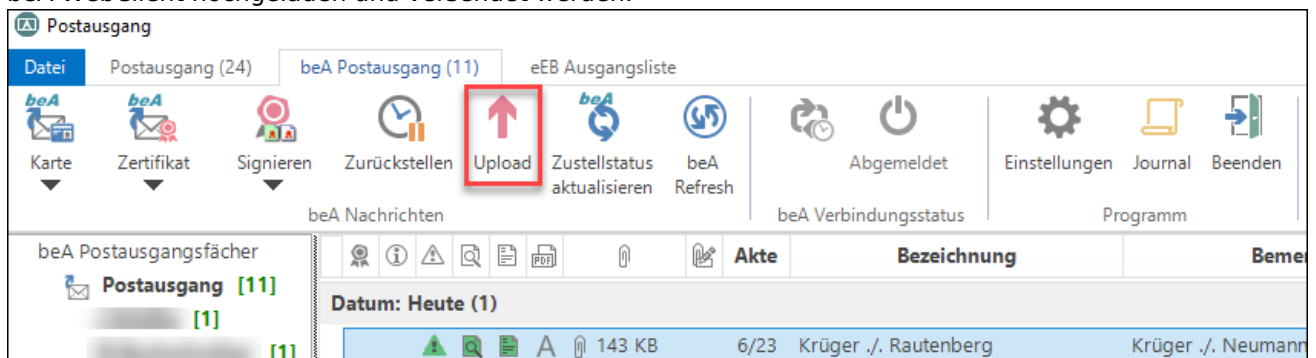 Postausgang
Datei Postausgang (24) beA Postausgang (11) eEB Ausgangsliste
beA beA beA
Karte Zertifikat Signieren Zurückstellen Upload Zustellstatus aktualisieren beA Refresh Abgemeldet Einstellungen Journal Beenden
beA Nachrichten beA Verbindungsstatus Programm
beA Postausgangsfächer PDF Akte Bezeichnung Bemer
Postausgang [11]
Datum: Heute (1)
[1]
A 143 KB 6/23 Krüger ./. Rautenberg Krüger ./. Neumann
[1]